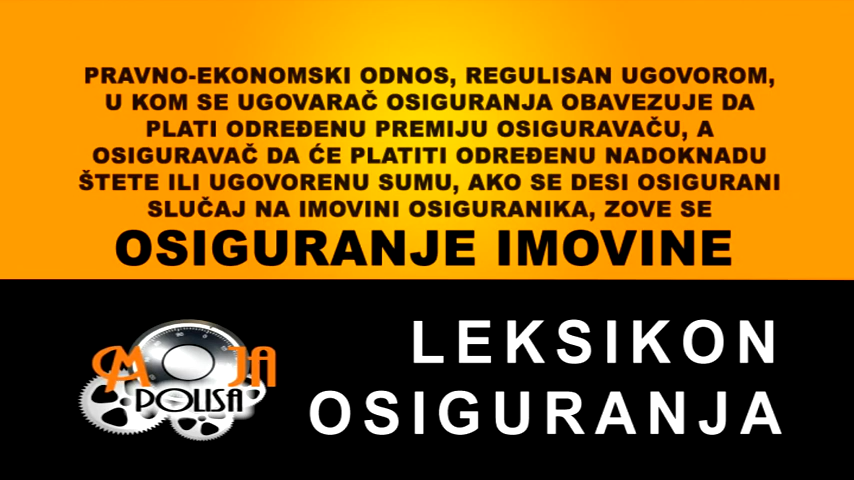 PRAVNO-EKONOMSKI ODNOS, REGULISAN UGOVOROM,
U KOM SE UGOVARAČ OSIGURANJA OBAVEZUJE DA
PLATI ODREĐENU PREMIJU OSIGURAVAČU, A
OSIGURAVAČ DA ĆE PLATITI ODREĐENU NADOKNADU
ŠTETE ILI UGOVORENU SUMU, AKO SE DESI OSIGURANI
SLUČAJ NA IMOVINI OSIGURANIKA, ZOVE SE
OSIGURANJE IMOVINE
MOJA
POLISA
LEKSIKON
OSIGURANJA